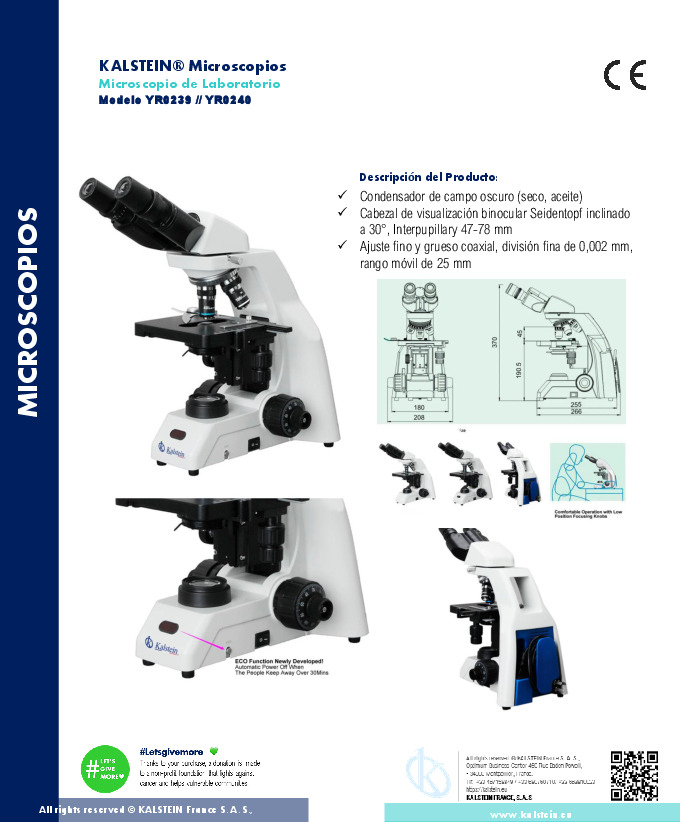 KALSTEIN® Microscopios
Microscopio de Laboratorio
Modelo YR0239 // YR0240
CE
MICROSCOPIOS
Descripción del Producto:
✓ Condensador de campo oscuro (seco, aceite)
✓ Cabezal de visualización binocular Seidentopf inclinado
a 30°, Interpupillary 47-78 mm
✓ Ajuste fino y grueso coaxial, división fina de 0,002 mm,
rango móvil de 25 mm
370
45
190.5
180
208
255
266
Kalstein
Comfortable Operation with Low
Position Focusing Knobs
Kalstein
ECO Function Newly Developed!
Automatic Power Off When
The People Keep Away Over 30Mins
#LET'S
GIVE
MORE
#Letsgivemore
Thanks to your purchase, a donation is made
to a non-profit foundation that fights against
cancer and helps vulnerable communities
All rights reserved © KALSTEIN France S. A. S.,
KALSTEIN FRANCE, S.A.S
All rights reserved © KALSTEIN France S. A. S.,
www.kalstein.eu